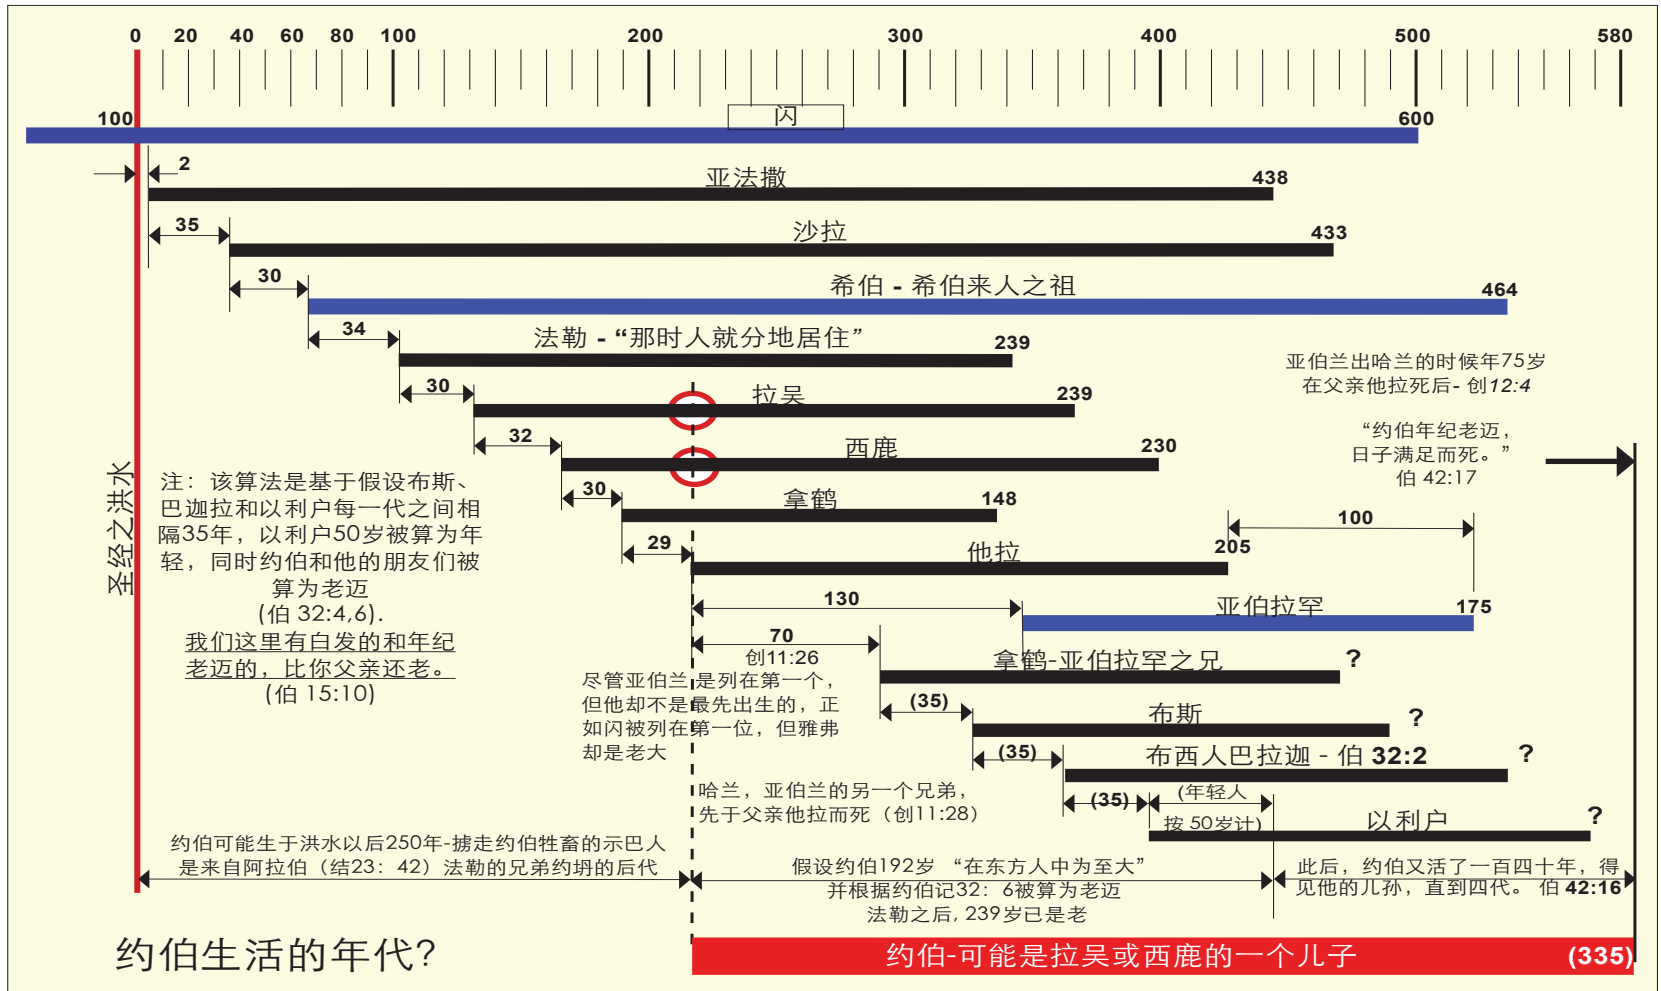 0 20 40 60 80 100 200 300 400 500 580
闪
100 600
2
亚法撒 438
35
沙拉 433
30
希伯 - 希伯来人之祖 464
34
法勒 - “那时人就分地居住” 239
30
拉吴 239
32
西鹿 230
30
拿鹤 148
29
他拉 205
100
130
亚伯拉罕 175
70
创11:26
拿鹤-亚伯拉罕之兄 ?
(35)
布斯 ?
(35)
布西人巴拉迦 - 伯 32:2 ?
(35)
(年轻人
按 50岁计)
以利户 ?
亚伯兰出哈兰的时候年75岁
在父亲他拉死后- 创12:4
“约伯年纪老迈，
日子满足而死。”
伯 42:17
圣经之洪水
注：该算法是基于假设布斯、
巴迦拉和以利户每一代之间相
隔35年，以利户50岁被算为年
轻，同时约伯和他的朋友们被
算为老迈
(伯 32:4,6).
我们这里有白发的和年纪
老迈的，比你父亲还老。
(伯 15:10)
尽管亚伯兰 是列在第一个，
但他却不是最先出生的，正
如闪被列在第一位，但雅弗
却是老大
哈兰，亚伯兰的另一个兄弟，
先于父亲他拉而死（创11:28）
约伯可能生于洪水以后250年-掳走约伯牲畜的示巴人
是来自阿拉伯（结23：42）法勒的兄弟约坍的后代
假设约伯192岁 “在东方人中为至大”
并根据约伯记32：6被算为老迈
法勒之后, 239岁已是老
此后，约伯又活了一百四十年，得
见他的儿孙，直到四代。 伯 42:16
约伯生活的年代?
约伯-可能是拉吴或西鹿的一个儿子 (335)